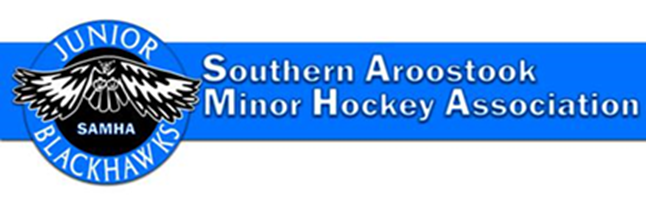 JUNIOR
SAMHA
BLACKHAWKS
Southern Aroostook
Minor Hockey Association